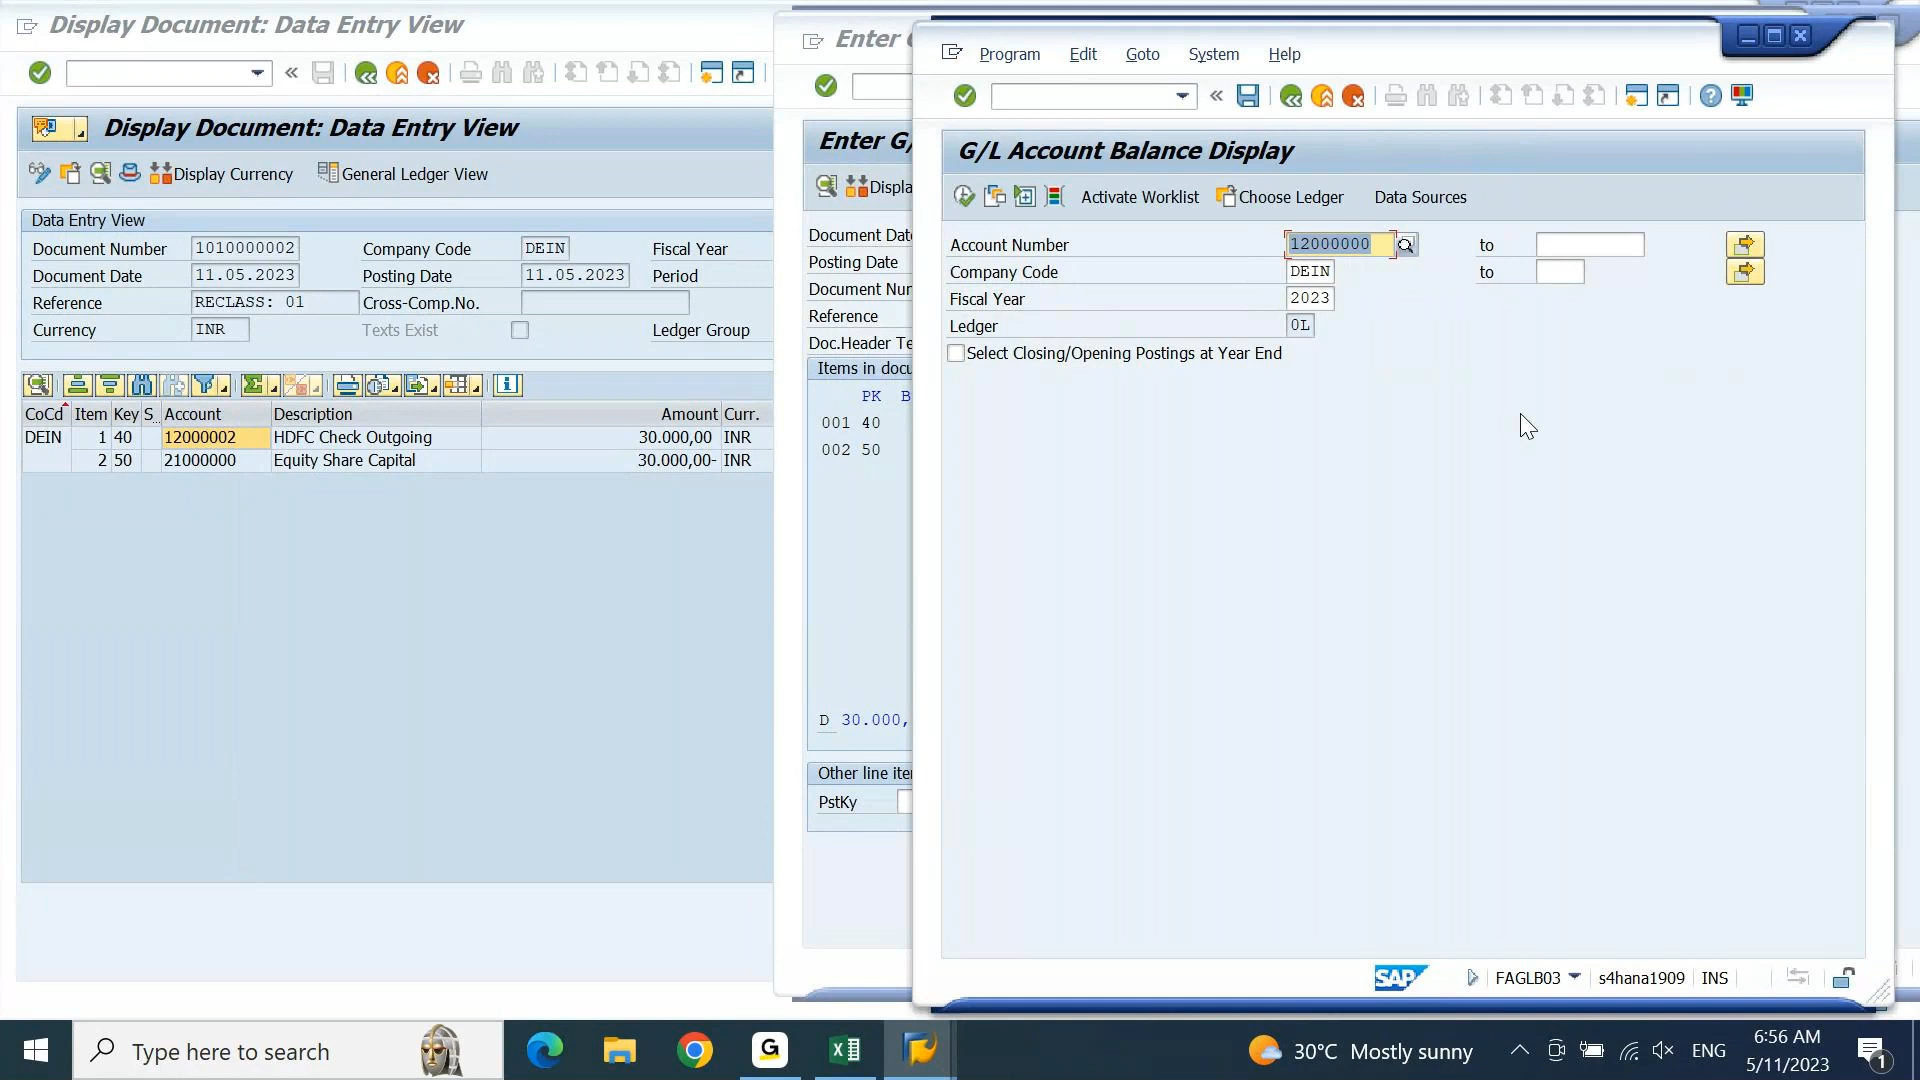 Display Document: Data Entry View
Display Document: Data Entry View
Display Currency
General Ledger View
Data Entry View
Document Number 1010000002 Company Code DEIN Fiscal Year
Document Date 11.05.2023 Posting Date 11.05.2023 Period
Reference RECLASS: 01 Cross-Comp.No.
Currency INR Texts Exist Ledger Group
CoCd Item Key S... Account Description Amount Curr.
DEIN 1 40 12000002 HDFC Check Outgoing 30.000,00 INR
2 50 21000000 Equity Share Capital 30.000,00- INR
Enter G
Enter G/
Displa
Document Dat
Posting Date
Document Nun
Reference
Doc.Header Te
Items in docu
PK B
001 40
002 50
D 30.000,
Other line iter
PstKy
Program Edit Goto System Help
G/L Account Balance Display
Activate Worklist Choose Ledger Data Sources
Account Number 12000000 to
Company Code DEIN to
Fiscal Year 2023
Ledger 0L
Select Closing/Opening Postings at Year End
SAP FAGLB03 s4hana1909 INS
Type here to search
30°C Mostly sunny
ENG
6:56 AM
5/11/2023
1